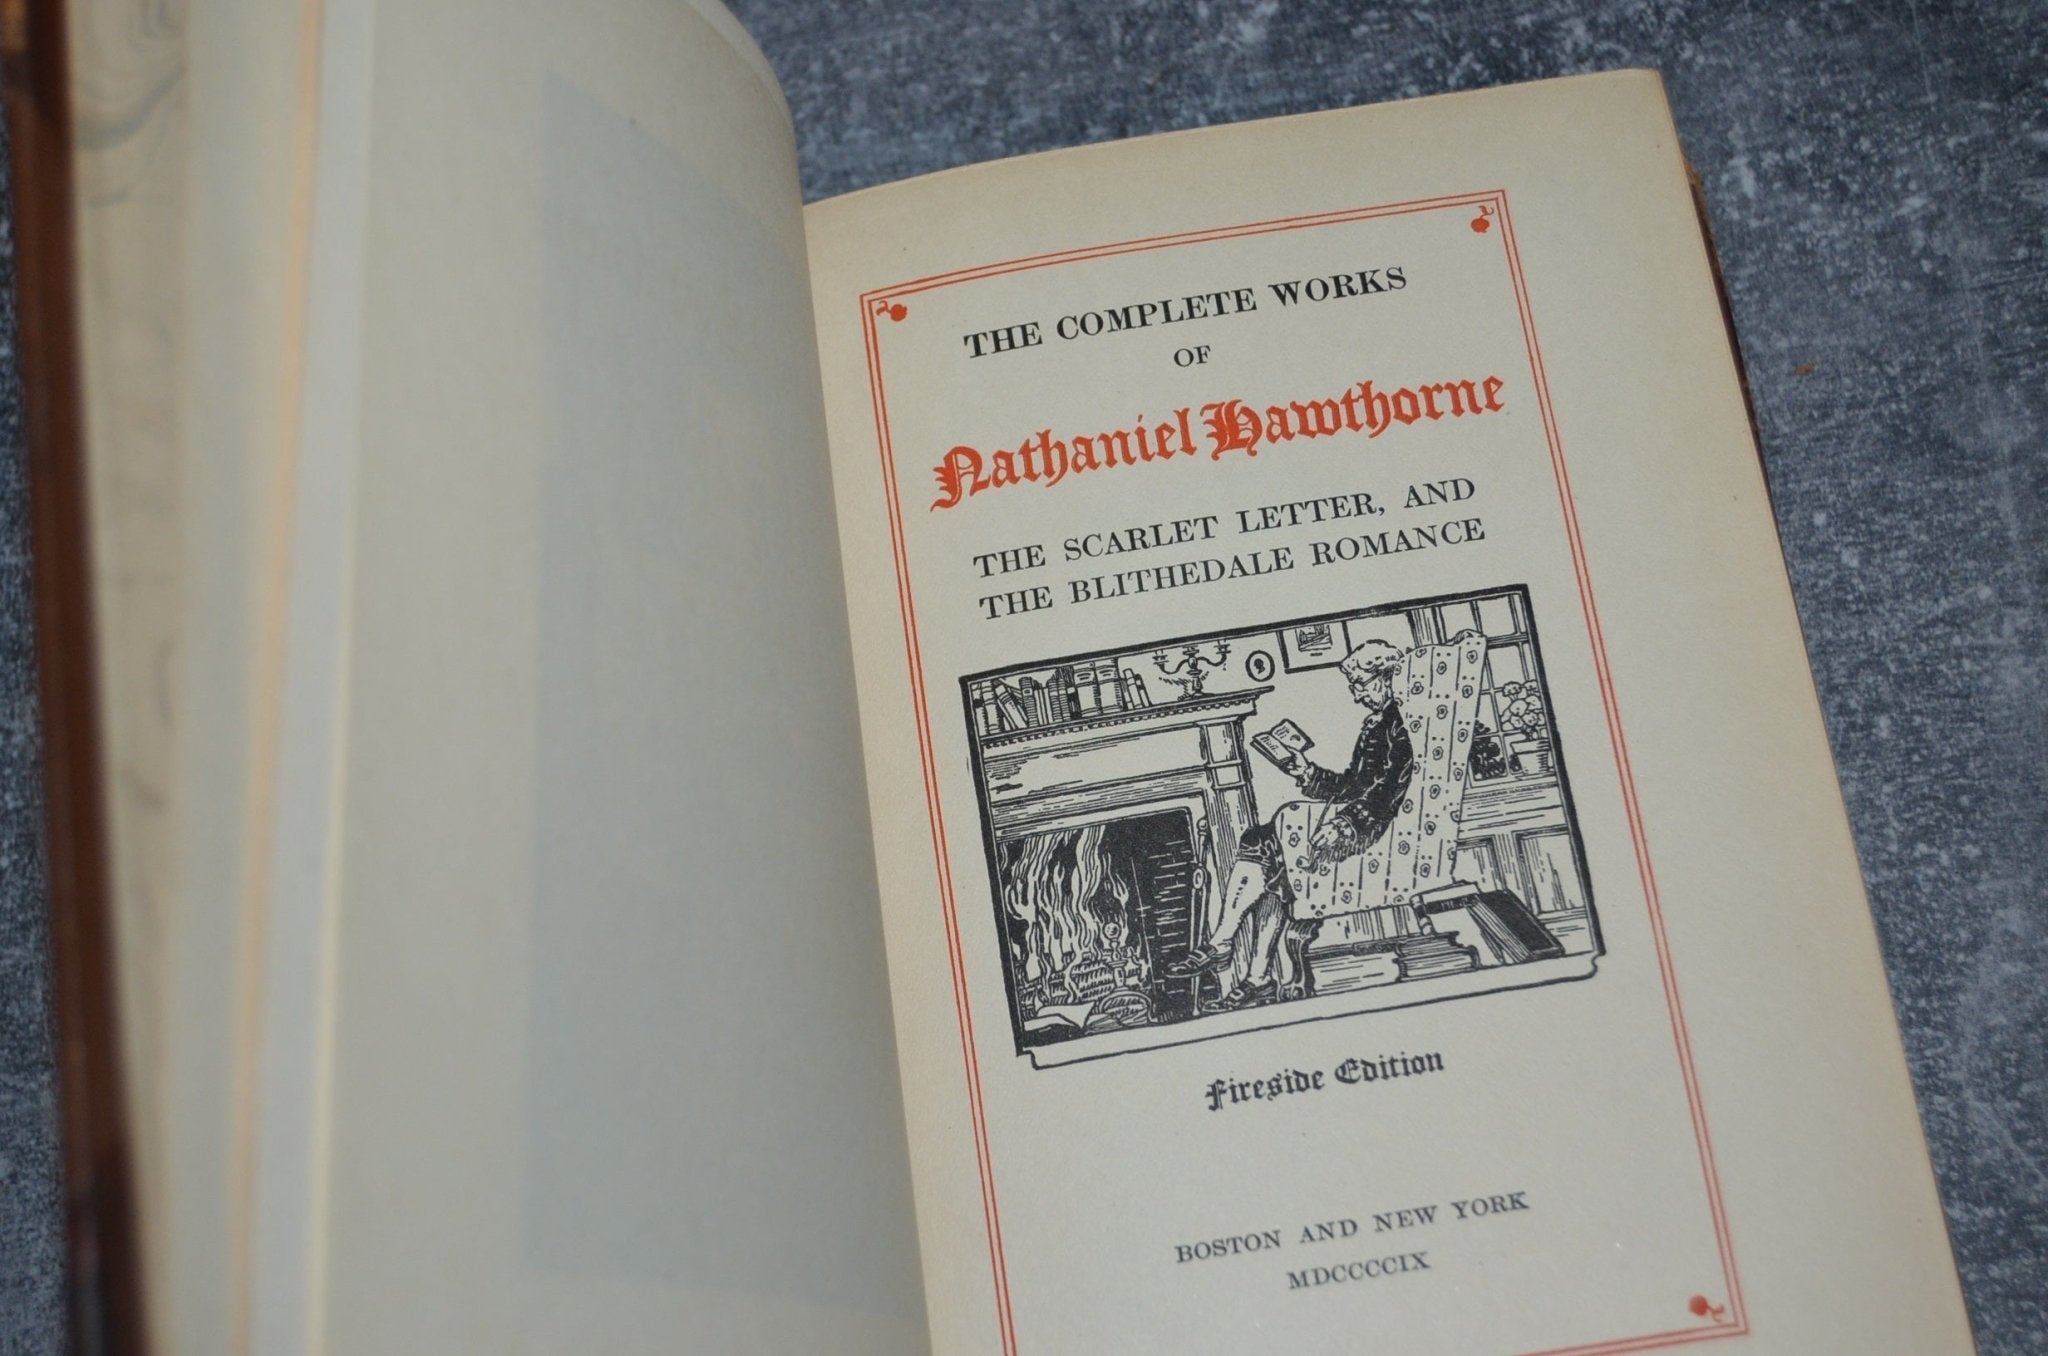 THE COMPLETE WORKS
OF
Nathaniel Hawthorne
THE SCARLET LETTER, AND
THE BLITHEDALE ROMANCE
Fireside Edition
BOSTON AND NEW YORK
MDCCCCIX